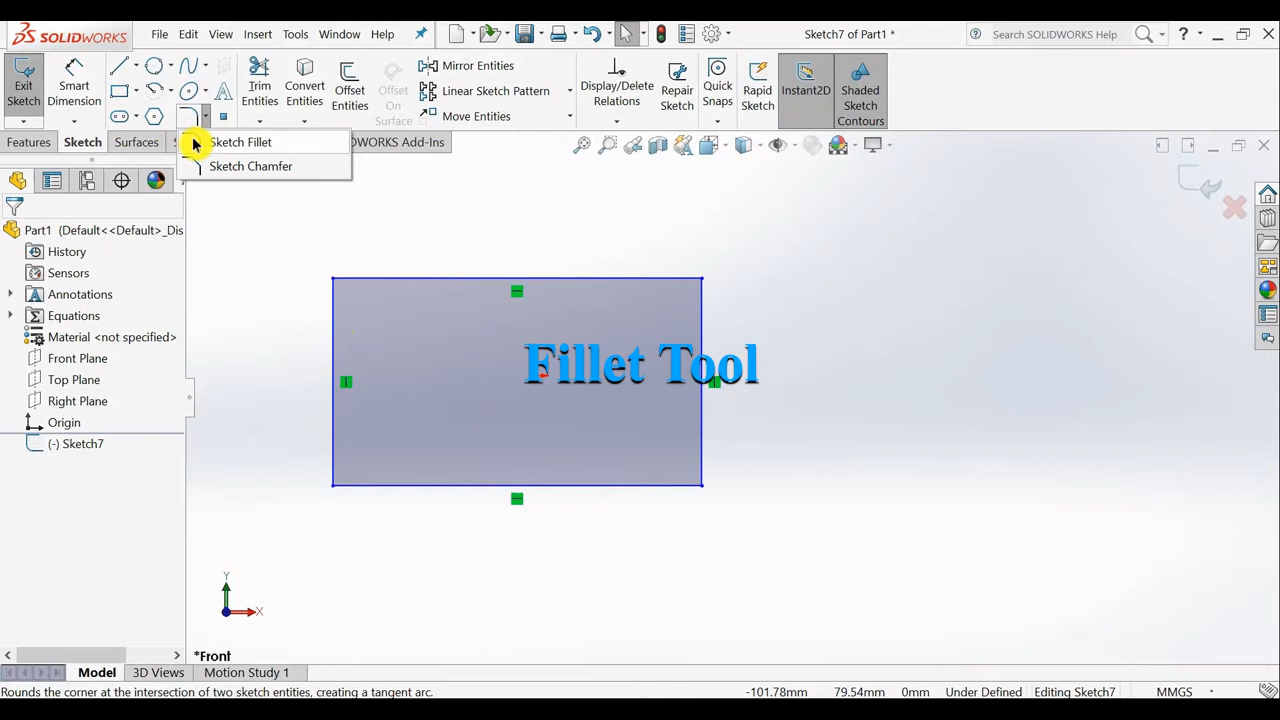 SOLIDWORKS
File Edit View Insert Tools Window Help
Sketch7 of Part1 *
Search SOLIDWORKS Help
?
Exit Sketch
Smart Dimension
Trim Entities
Convert Entities
Offset Entities
Offset On Surface
Mirror Entities
Linear Sketch Pattern
Move Entities
Display/Delete Relations
Repair Sketch
Quick Snaps
Rapid Sketch
Instant2D
Shaded Sketch Contours
Features Sketch Surfaces S
WORKS Add-Ins
Sketch Fillet
Sketch Chamfer
Part1 (Default<<Default>_Dis
History
Sensors
Annotations
Equations
Material <not specified>
Front Plane
Top Plane
Right Plane
Origin
(-) Sketch7
Fillet Tool
Y
X
*Front
Model 3D Views Motion Study 1
Rounds the corner at the intersection of two sketch entities, creating a tangent arc.
-101.78mm 79.54mm 0mm Under Defined Editing Sketch7 MMGS